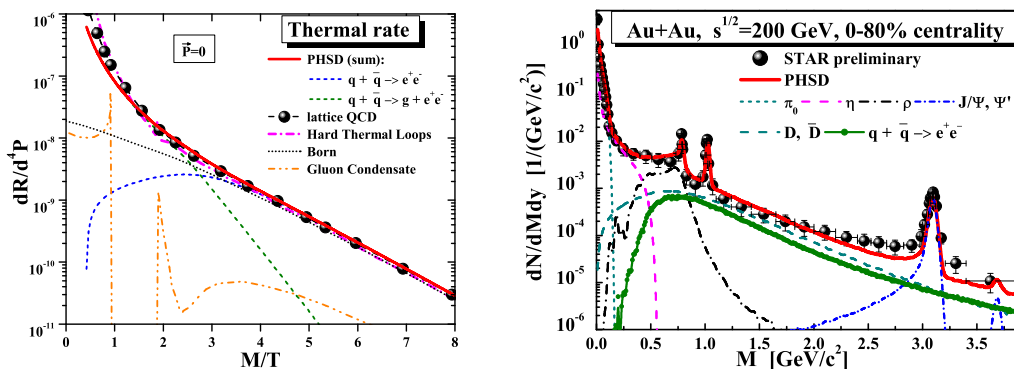 Thermal rate
P⃗=0
PHSD (sum):
q + q̄ -> e⁺e⁻
q + q̄ -> g + e⁺e⁻
lattice QCD
Hard Thermal Loops
Born
Gluon Condensate
dR/d⁴P
10⁻⁶
10⁻⁷
10⁻⁸
10⁻⁹
10⁻¹⁰
10⁻¹¹
0 1 2 3 4 5 6 7 8
M/T
Au+Au, s^{1/2}=200 GeV, 0-80% centrality
STAR preliminary
PHSD
π₀ η ρ J/Ψ, Ψ'
D, D̄ q + q̄ -> e⁺e⁻
dN/dMdy [1/(GeV/c²)]
10⁰
10⁻¹
10⁻²
10⁻³
10⁻⁴
10⁻⁵
10⁻⁶
0.0 0.5 1.0 1.5 2.0 2.5 3.0 3.5
M [GeV/c²]